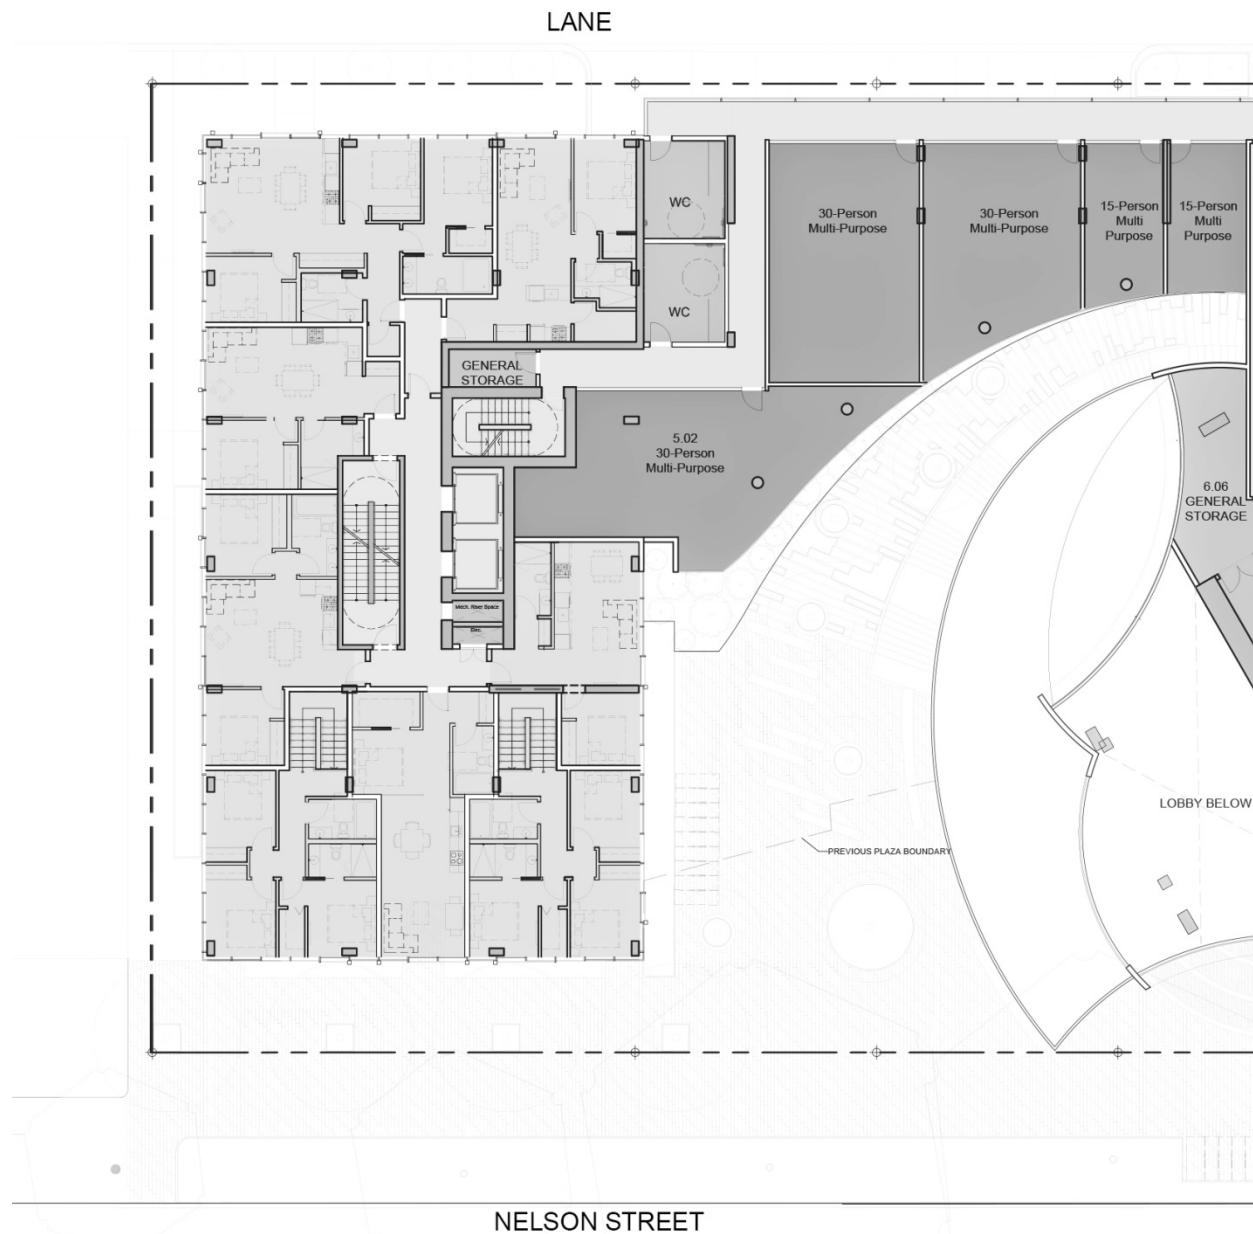 LANE
WC
30-Person
Multi-Purpose
30-Person
Multi-Purpose
15-Person
Multi
Purpose
15-Person
Multi
Purpose
WC
GENERAL
STORAGE
5.02
30-Person
Multi-Purpose
6.06
GENERAL
STORAGE
Mech. Riser Space
Elec.
LOBBY BELOW
PREVIOUS PLAZA BOUNDARY
NELSON STREET